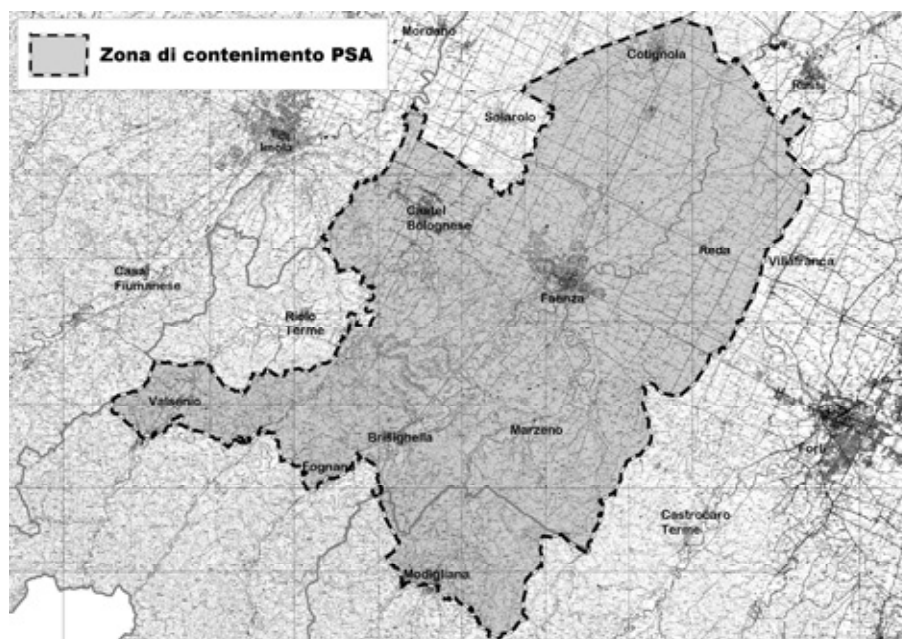 Zona di contenimento PSA
Mordano
Cotignola
Russi
Solarolo
Imola
Castel
Bolognese
Reda
Villafranca
Casal
Fiumanese
Faenza
Riolo
Terme
Valsenio
Brisighella
Marzeno
Forlì
Fognano
Castrocaro
Terme
Modigliana